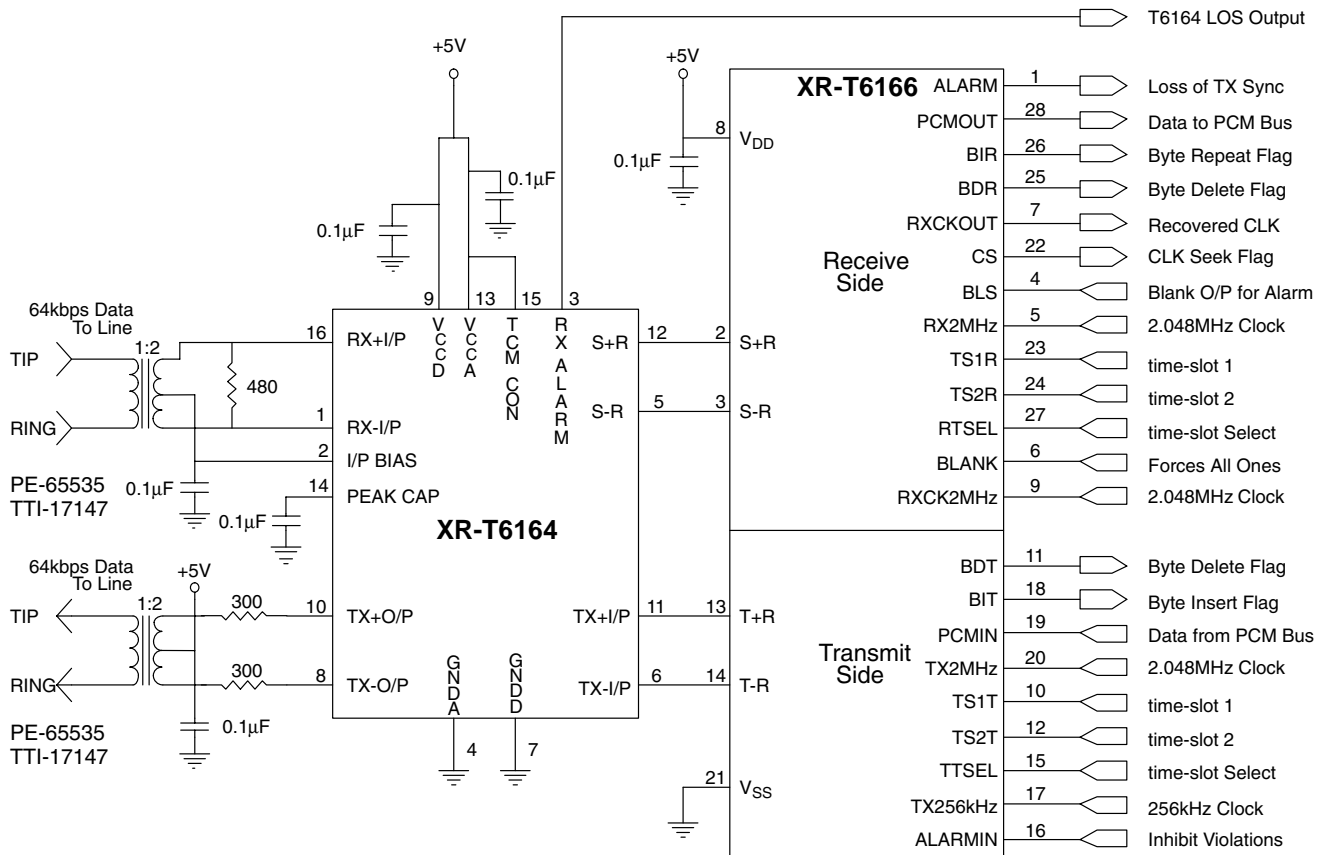 T6164 LOS Output
+5V
+5V
XR-T6166
ALARM 1 Loss of TX Sync
8 VDD
PCMOUT 28 Data to PCM Bus
0.1µF
BIR 26 Byte Repeat Flag
0.1µF
BDR 25 Byte Delete Flag
0.1µF
RXCKOUT 7 Recovered CLK
Receive
Side
CS 22 CLK Seek Flag
BLS 4 Blank O/P for Alarm
64kbps Data
To Line
9 13 15 3
RX2MHz 5 2.048MHz Clock
1:2
16 RX+I/P
VCCD
VCCA
TCM CON
RX ALARM
S+R 12 2 S+R
TIP
TS1R 23 time-slot 1
480
TS2R 24 time-slot 2
S-R 5 3 S-R
RING
1 RX-I/P
RTSEL 27 time-slot Select
2 I/P BIAS
BLANK 6 Forces All Ones
PE-65535
TTI-17147
0.1µF
14 PEAK CAP
RXCK2MHz 9 2.048MHz Clock
0.1µF
XR-T6164
64kbps Data
To Line
+5V
BDT 11 Byte Delete Flag
1:2
300
BIT 18 Byte Insert Flag
TIP
10 TX+O/P
TX+I/P 11 13 T+R
PCMIN 19 Data from PCM Bus
Transmit
Side
TX2MHz 20 2.048MHz Clock
300
RING
8 TX-O/P
GNDA
GNDD
TX-I/P 6 14 T-R
TS1T 10 time-slot 1
PE-65535
TTI-17147
0.1µF
TS2T 12 time-slot 2
4 7
TTSEL 15 time-slot Select
21 VSS
TX256kHz 17 256kHz Clock
ALARMIN 16 Inhibit Violations